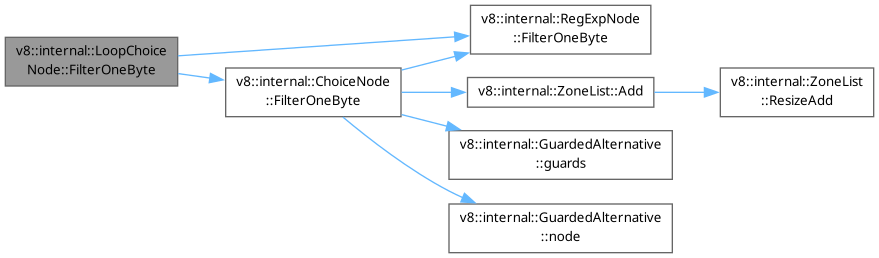 v8::internal::LoopChoice
Node::FilterOneByte
v8::internal::ChoiceNode
::FilterOneByte
v8::internal::RegExpNode
::FilterOneByte
v8::internal::ZoneList::Add
v8::internal::ZoneList
::ResizeAdd
v8::internal::GuardedAlternative
::guards
v8::internal::GuardedAlternative
::node